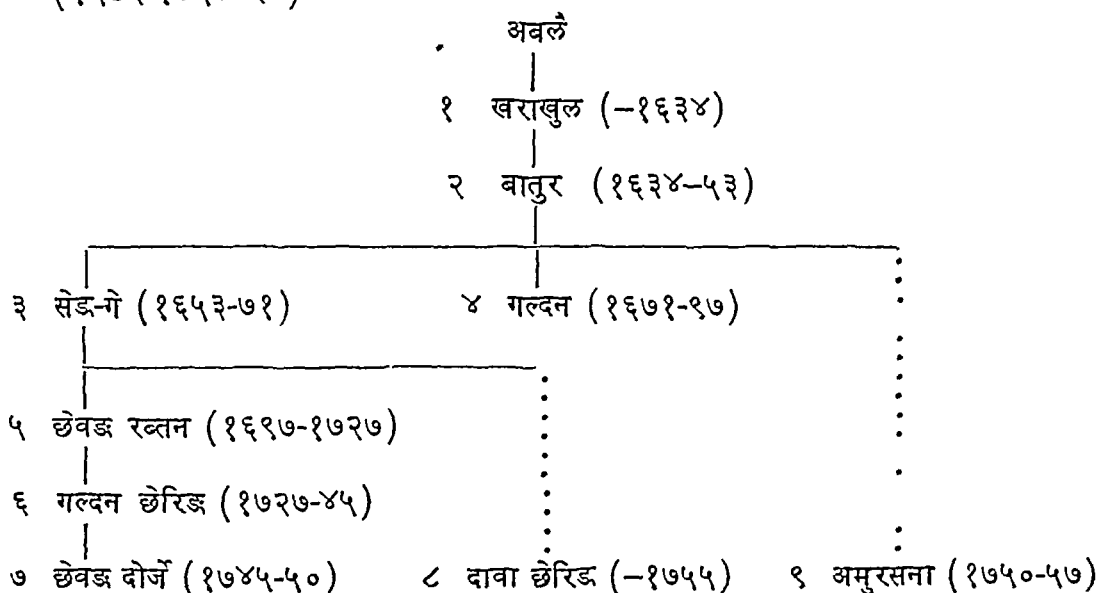 अबलै
१ खराखुल (–१६३४)
२ बातुर (१६३४–५३)
३ सेङ-गे (१६५३-७१) ४ गल्दन (१६७१-९७)
५ छेवङ रब्तन (१६९७-१७२७)
६ गल्दन छेरिङ (१७२७-४५)
७ छेवङ दोर्जे (१७४५-५०) ८ दावा छेरिङ (–१७५५) ९ अमुरसना (१७५०-५७)